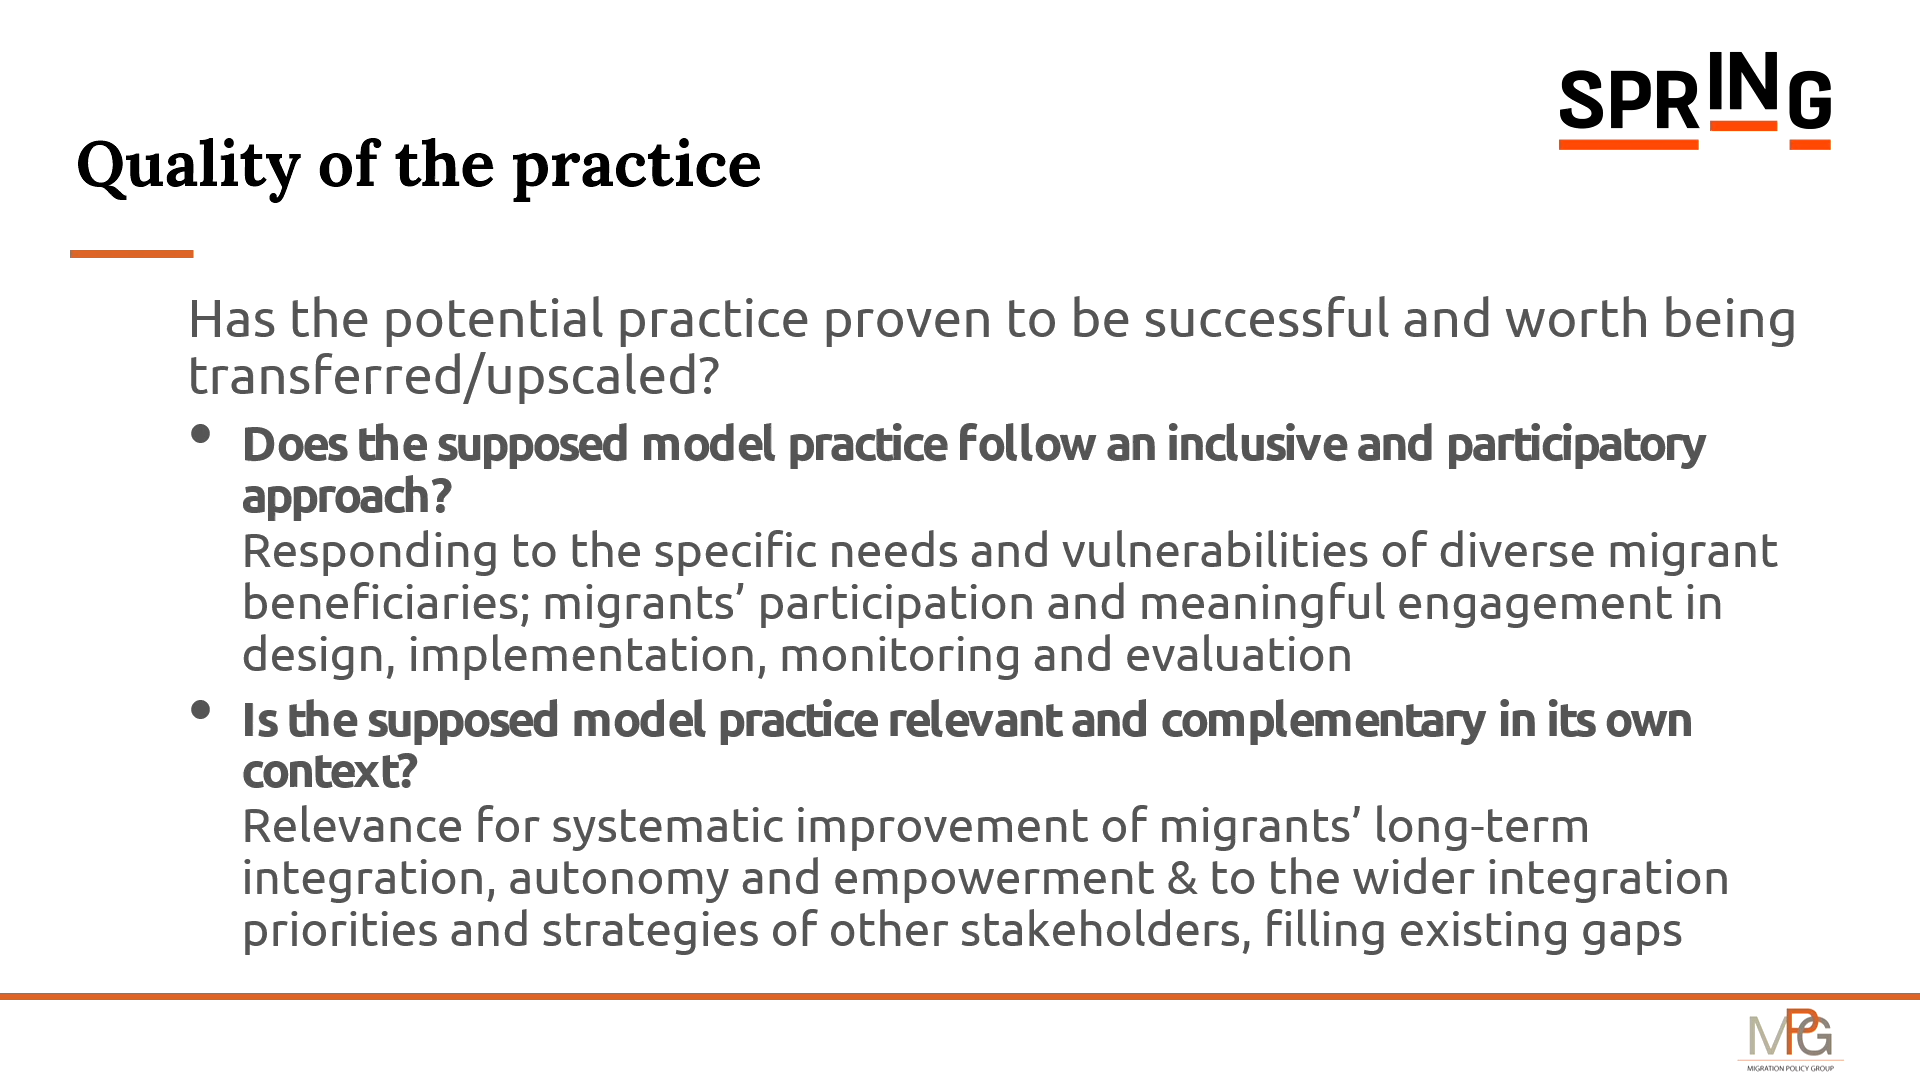 SPRING
Quality of the practice
Has the potential practice proven to be successful and worth being
transferred/upscaled?
• Does the supposed model practice follow an inclusive and participatory
approach?
Responding to the specific needs and vulnerabilities of diverse migrant
beneficiaries; migrants’ participation and meaningful engagement in
design, implementation, monitoring and evaluation
• Is the supposed model practice relevant and complementary in its own
context?
Relevance for systematic improvement of migrants’ long-term
integration, autonomy and empowerment & to the wider integration
priorities and strategies of other stakeholders, filling existing gaps
MPG
MIGRATION POLICY GROUP